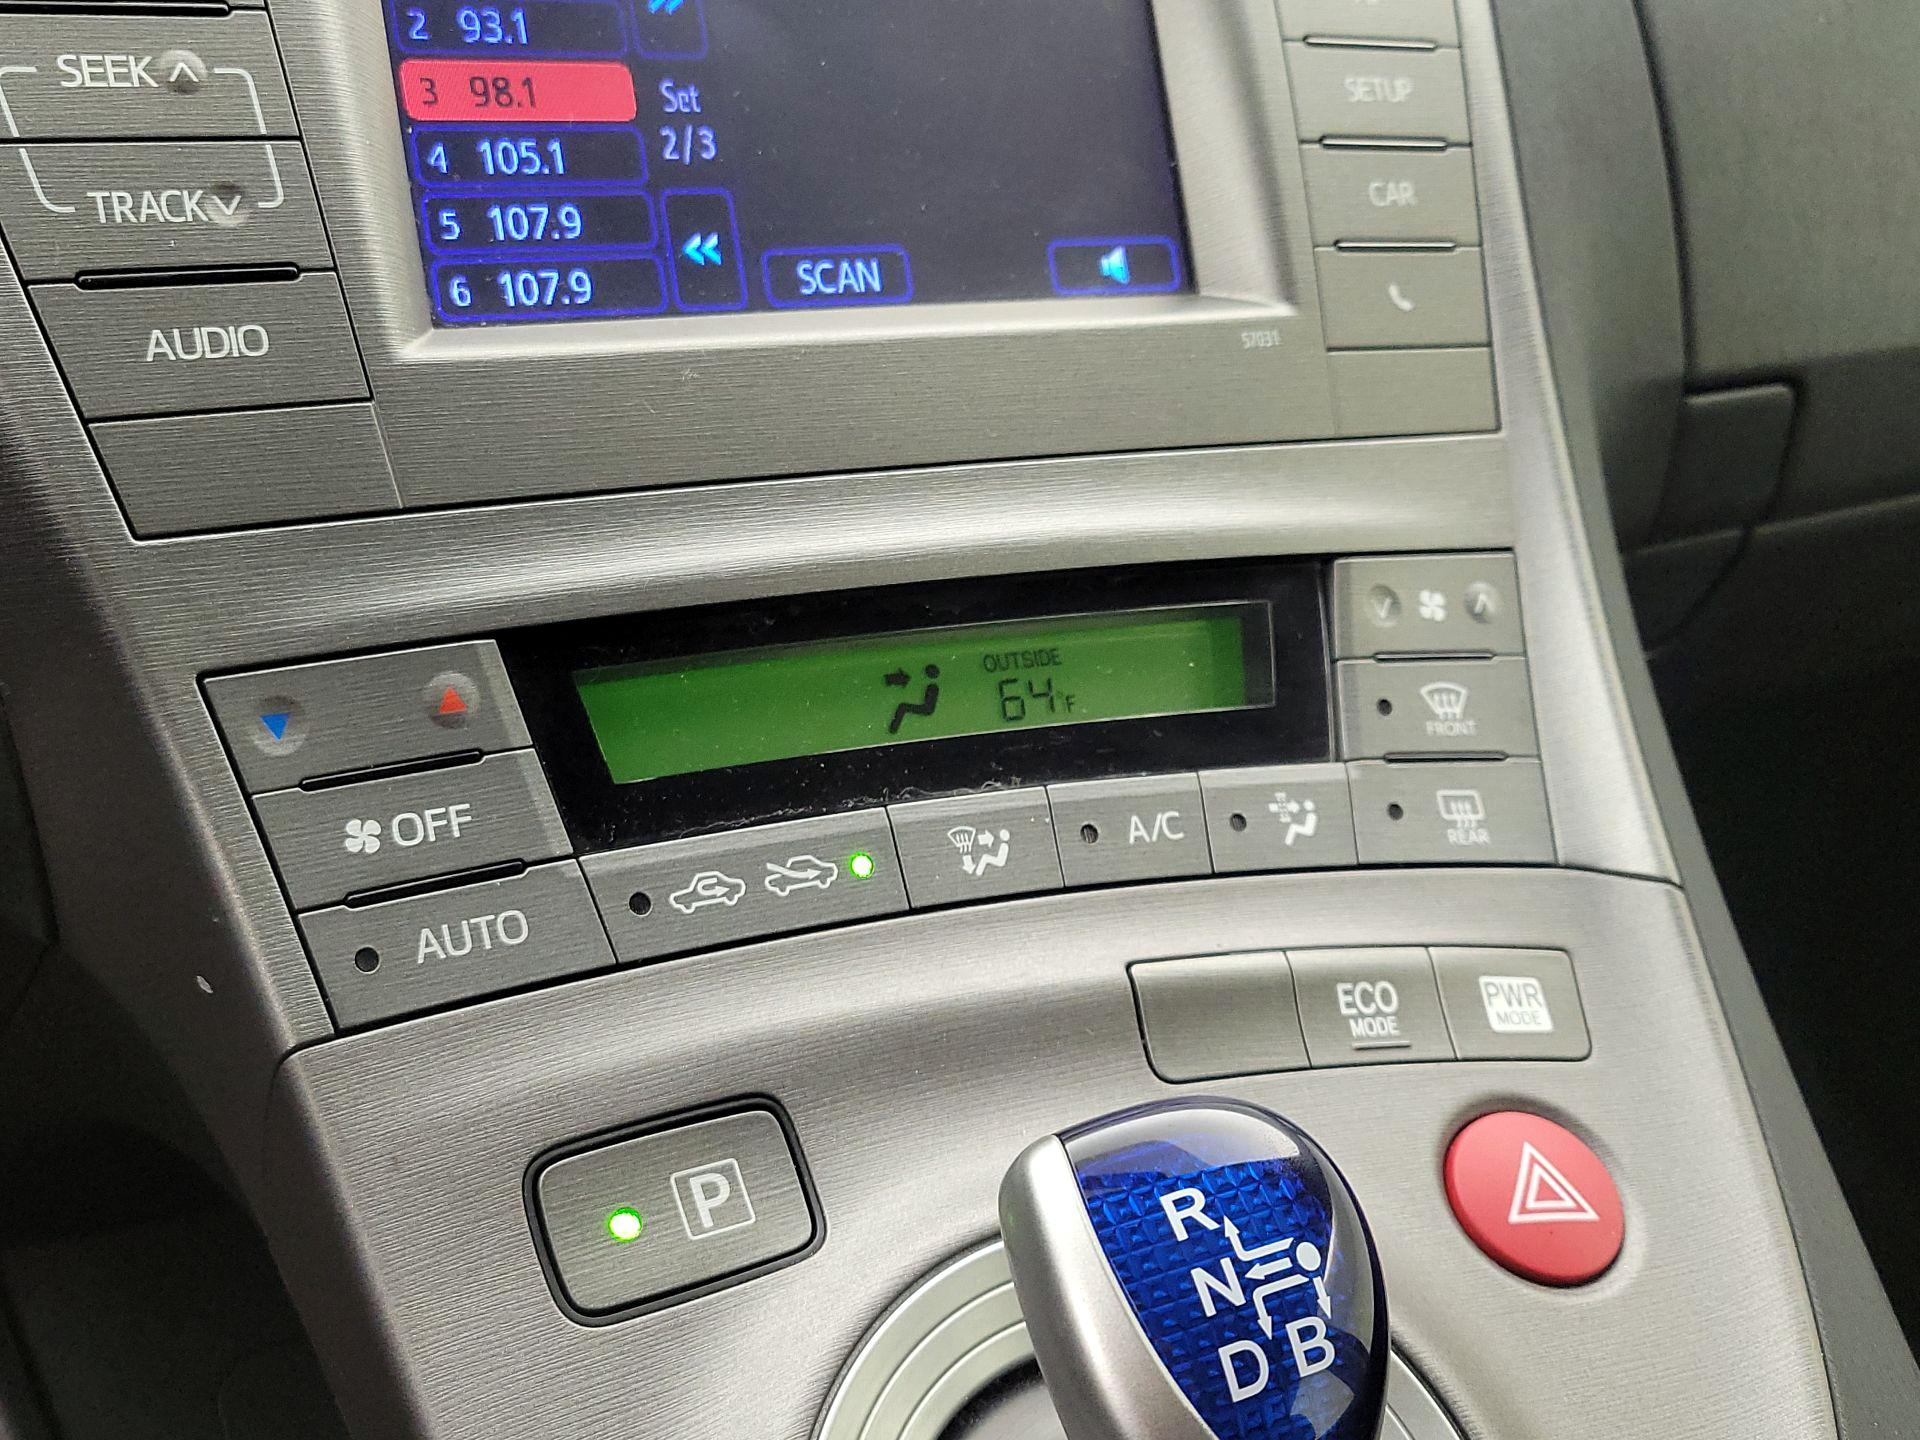 2 93.1
SEEK
3 98.1
Set
2/3
SETUP
4 105.1
TRACK
CAR
5 107.9
6 107.9
SCAN
AUDIO
57031
OUTSIDE
64°F
FRONT
OFF
A/C
REAR
AUTO
ECO
MODE
PWR
MODE
P
R
N
D B